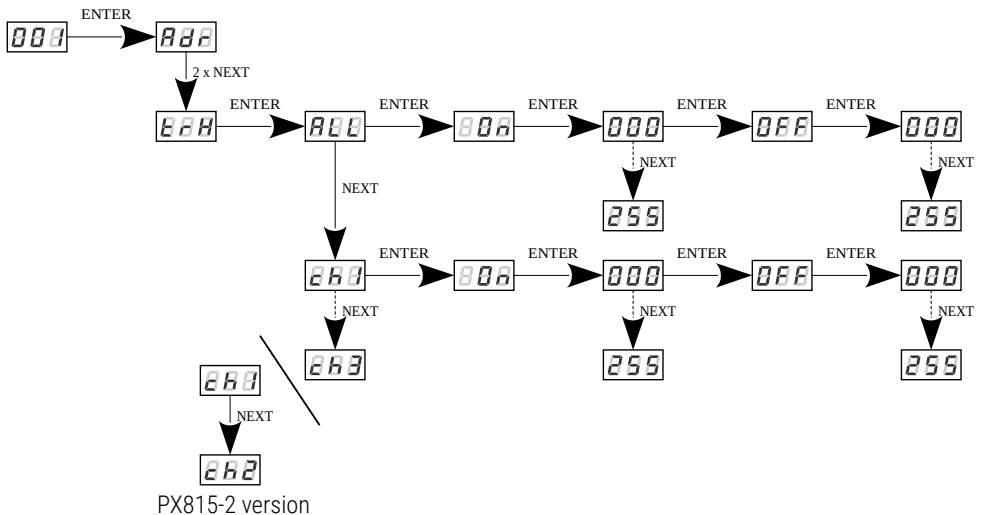 ENTER
001 Adr
2 x NEXT
ENTER ENTER ENTER ENTER ENTER
trH ALL On 000 OFF 000
NEXT NEXT
NEXT
255 255
ENTER ENTER ENTER ENTER
ch1 On 000 OFF 000
NEXT NEXT NEXT
ch3 255 255
ch1
NEXT
ch2
PX815-2 version